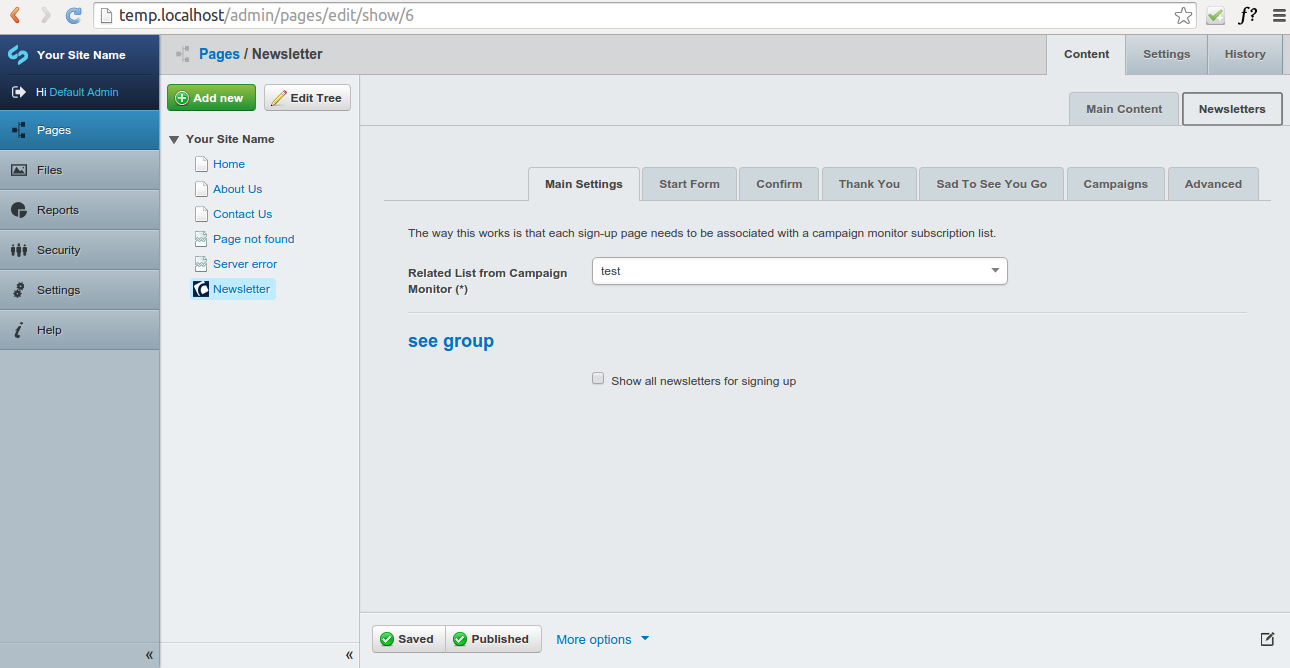 temp.localhost/admin/pages/edit/show/6
f?
Your Site Name
Hi Default Admin
Pages
Files
Reports
Security
Settings
Help
«
Pages / Newsletter
Content
Settings
History
Add new
Edit Tree
Your Site Name
Home
About Us
Contact Us
Page not found
Server error
Newsletter
«
Main Content
Newsletters
Main Settings
Start Form
Confirm
Thank You
Sad To See You Go
Campaigns
Advanced
The way this works is that each sign-up page needs to be associated with a campaign monitor subscription list.
Related List from Campaign
Monitor (*)
test
see group
Show all newsletters for signing up
Saved
Published
More options